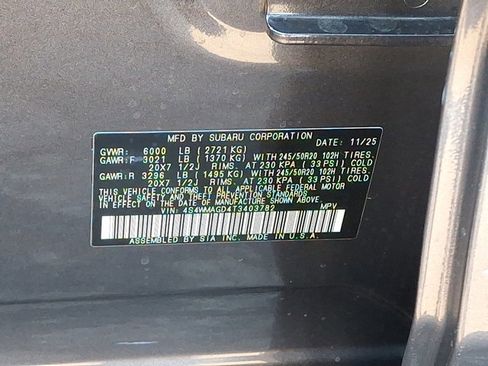 MFD BY SUBARU CORPORATION DATE: 11/25
GVWR: 6000 LB (2721 KG)
GAWR:F 3021 LB (1370 KG) WITH 245/50R20 102H TIRES.
20X7 1/2J RIMS. AT 230 KPA (33 PSI) COLD
GAWR:R 3296 LB (1495 KG) WITH 245/50R20 102H TIRES.
20X7 1/2J RIMS. AT 230 KPA (33 PSI) COLD
THIS VEHICLE CONFORMS TO ALL APPLICABLE FEDERAL MOTOR
VEHICLE SAFETY AND THEFT PREVENTION STANDARDS
IN EFFECT ON THE DATE OF MANUFACTURE SHOWN ABOVE.
VIN: 4S4WMAGD4T3403782 MPV
ASSEMBLED BY SIA INC. MADE IN U.S.A.